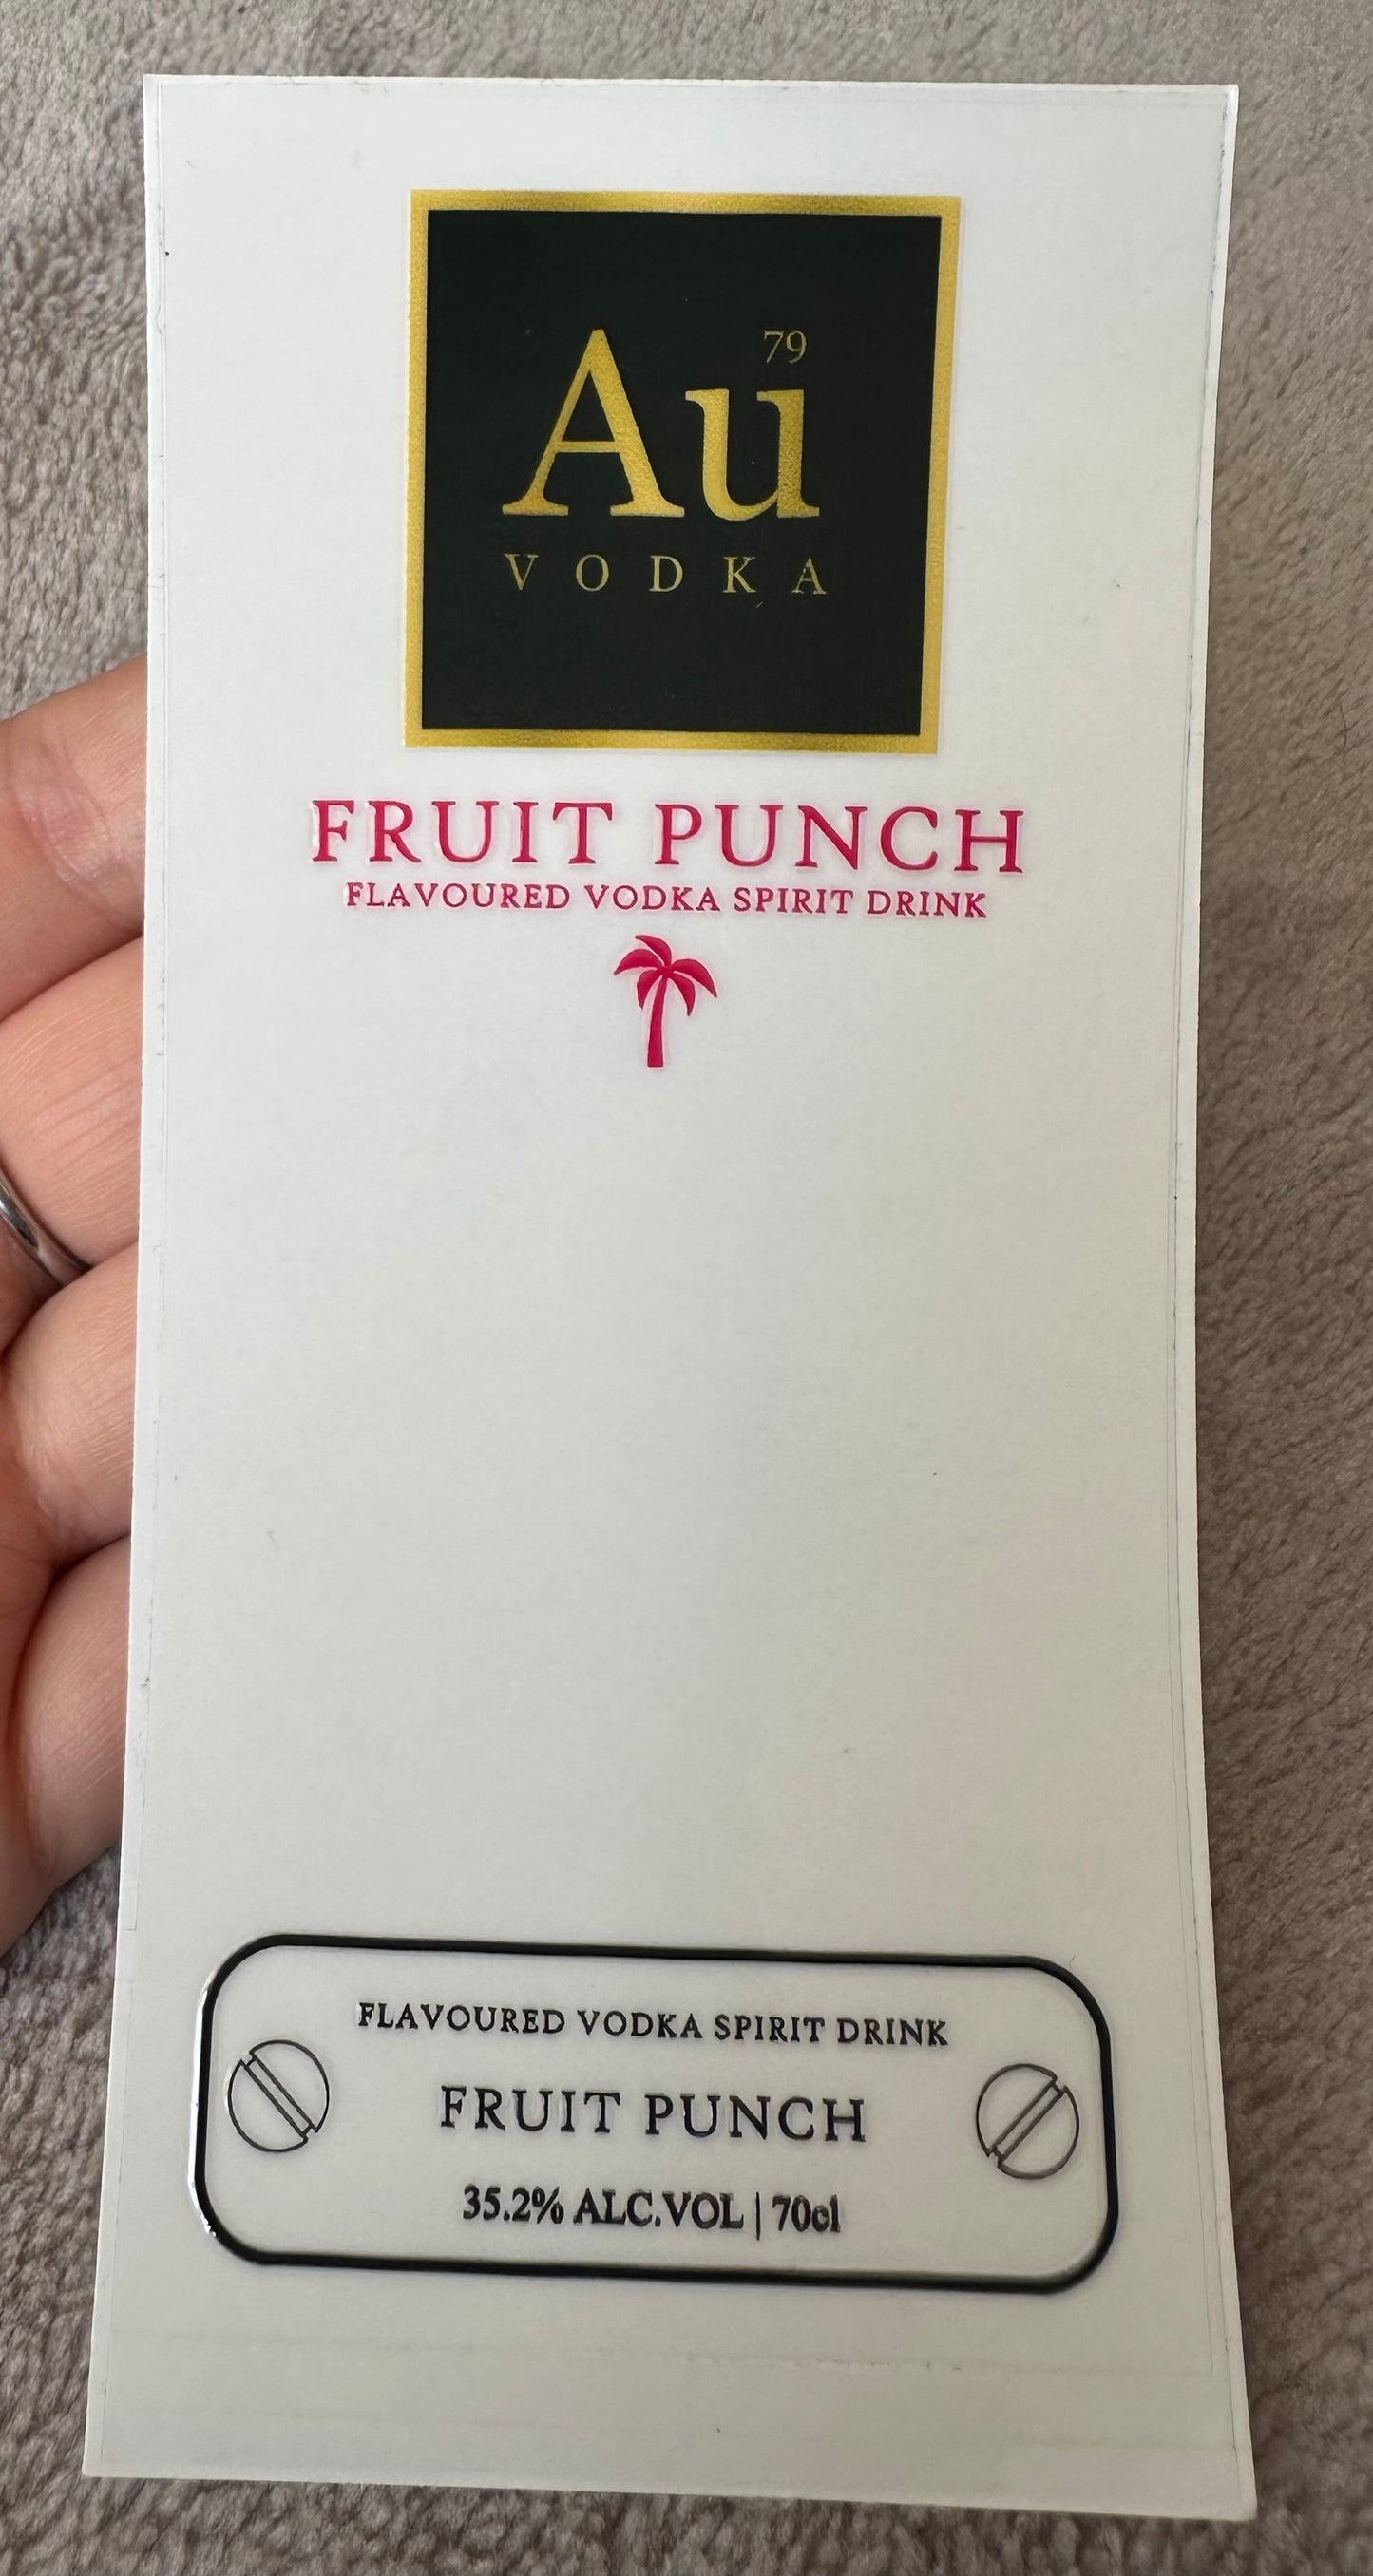 79
Au
VODKA
FRUIT PUNCH
FLAVOURED VODKA SPIRIT DRINK
FLAVOURED VODKA SPIRIT DRINK
FRUIT PUNCH
35.2% ALC.VOL | 70cl